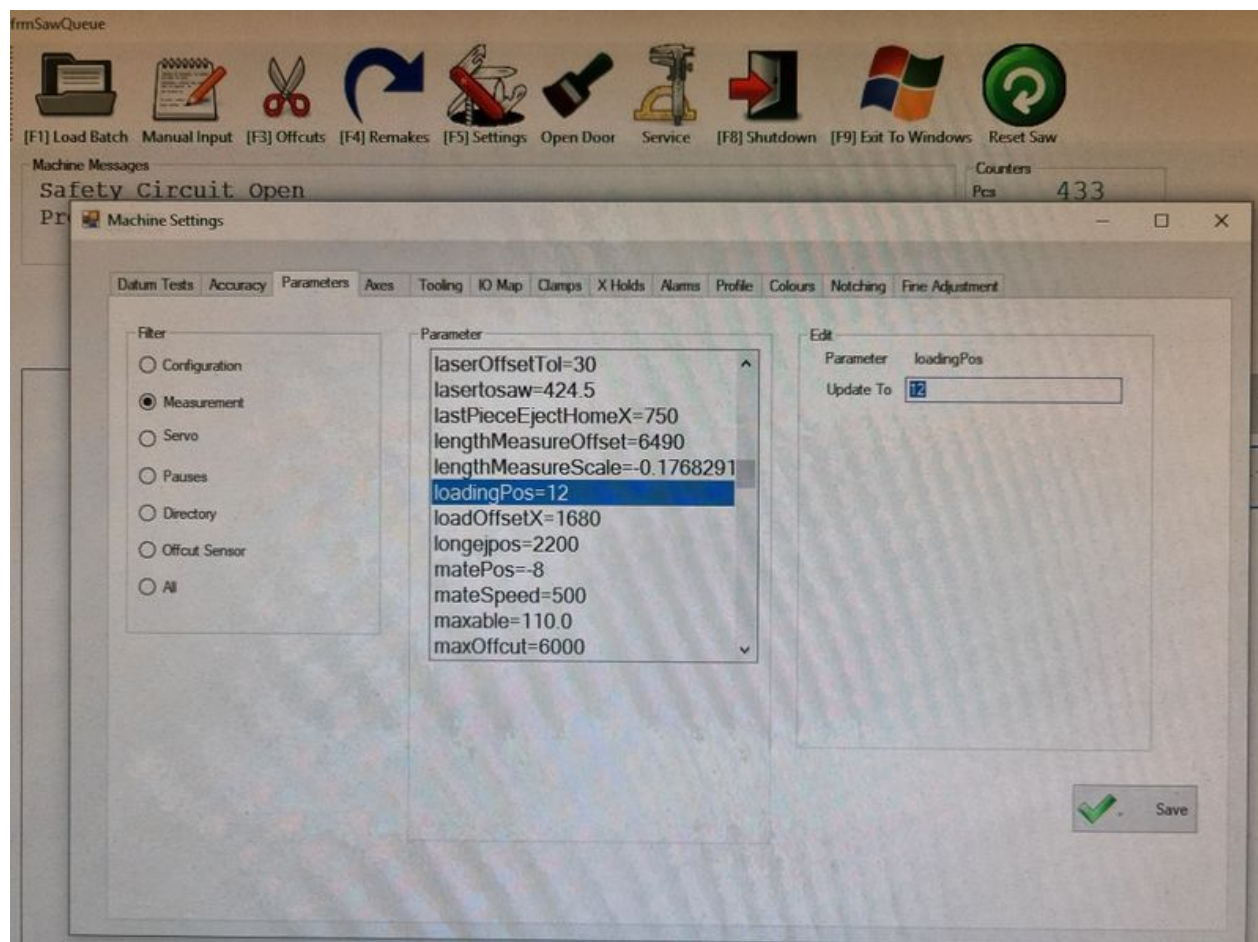 frmSawQueue
[F1] Load Batch Manual Input [F3] Offcuts [F4] Remakes [F5] Settings Open Door Service [F8] Shutdown [F9] Exit To Windows Reset Saw
Machine Messages
Safety Circuit Open
Pr
Counters
Pcs 433
Machine Settings
Datum Tests Accuracy Parameters Axes Tooling IO Map Clamps X Holds Alarms Profile Colours Notching Fine Adjustment
Filter
Configuration
Measurement
Servo
Pauses
Directory
Offcut Sensor
All
Parameter
laserOffsetTol=30
lasertosaw=424.5
lastPieceEjectHomeX=750
lengthMeasureOffset=6490
lengthMeasureScale=-0.1768291
loadingPos=12
loadOffsetX=1680
longejpos=2200
matePos=-8
mateSpeed=500
maxable=110.0
maxOffcut=6000
Edit
Parameter loadingPos
Update To 12
Save